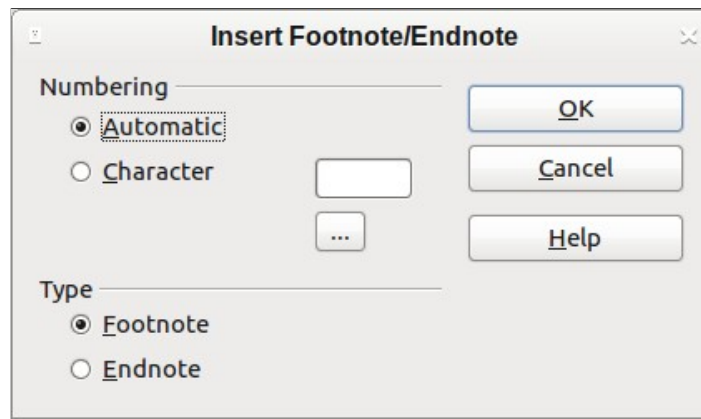 Insert Footnote/Endnote
Numbering
Automatic
Character
...
OK
Cancel
Help
Type
Footnote
Endnote